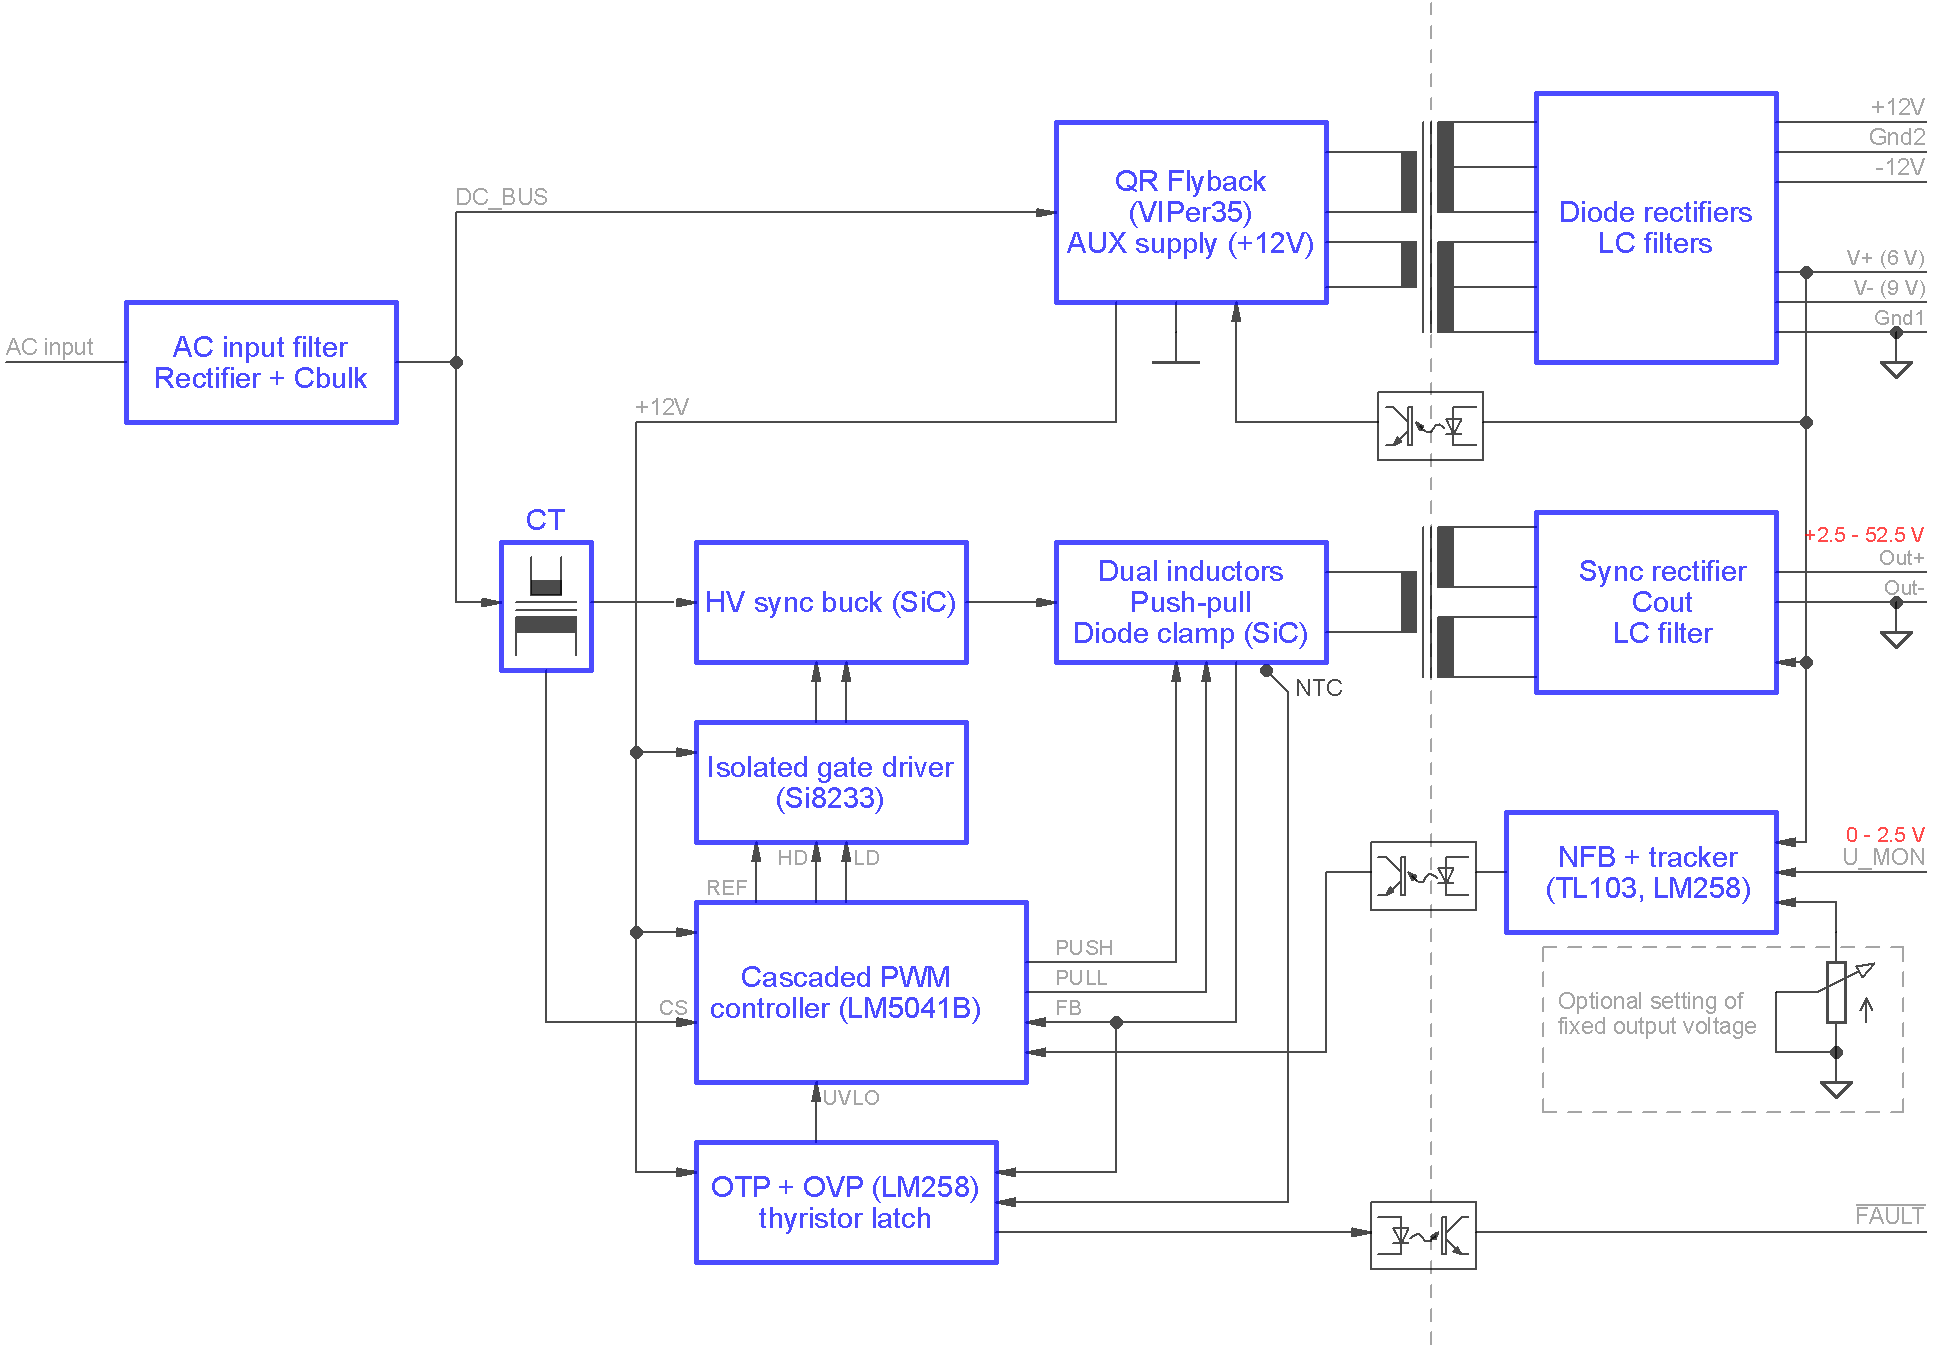 +12V
Gnd2
-12V
QR Flyback
(VIPer35)
AUX supply (+12V)
Diode rectifiers
LC filters
DC_BUS
V+ (6 V)
V- (9 V)
Gnd1
AC input
AC input filter
Rectifier + Cbulk
+12V
CT
HV sync buck (SiC)
Dual inductors
Push-pull
Diode clamp (SiC)
Sync rectifier
Cout
LC filter
+2.5 - 52.5 V
Out+
Out-
NTC
Isolated gate driver
(Si8233)
HD
LD
REF
NFB + tracker
(TL103, LM258)
0 - 2.5 V
U_MON
Cascaded PWM
controller (LM5041B)
PUSH
PULL
FB
CS
Optional setting of
fixed output voltage
UVLO
OTP + OVP (LM258)
thyristor latch
FAULT